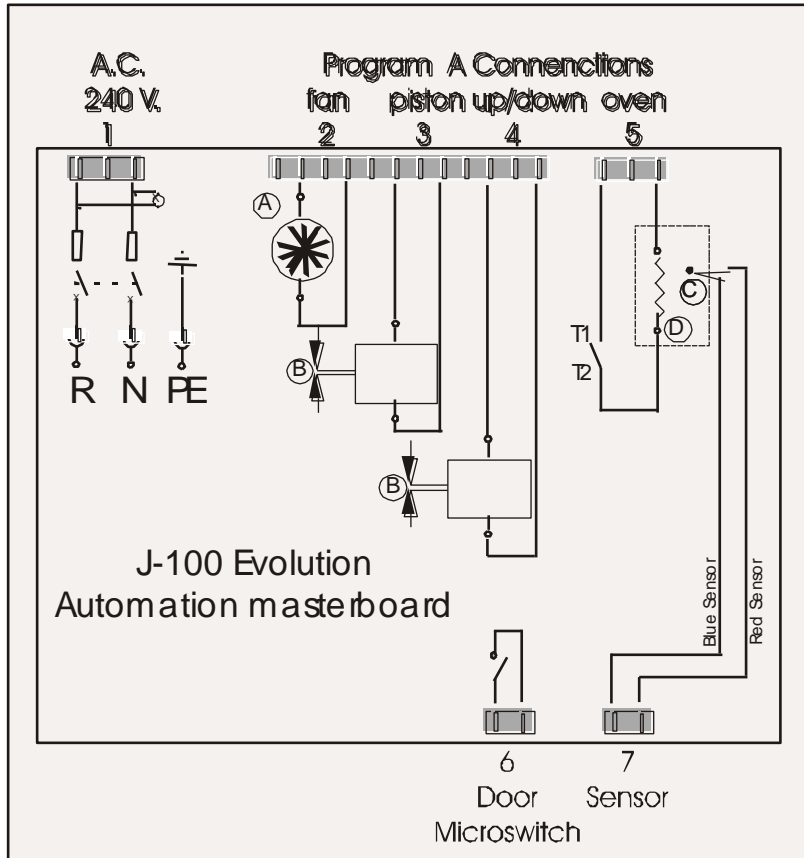 A.C.
240 V.
1
Program A Connenctions
fan piston up/down oven
2 3 4 5
A
C
D
T1
T2
B
B
R N PE
J-100 Evolution
Automation masterboard
Blue Sensor
Red Sensor
6
Door
Microswitch
7
Sensor